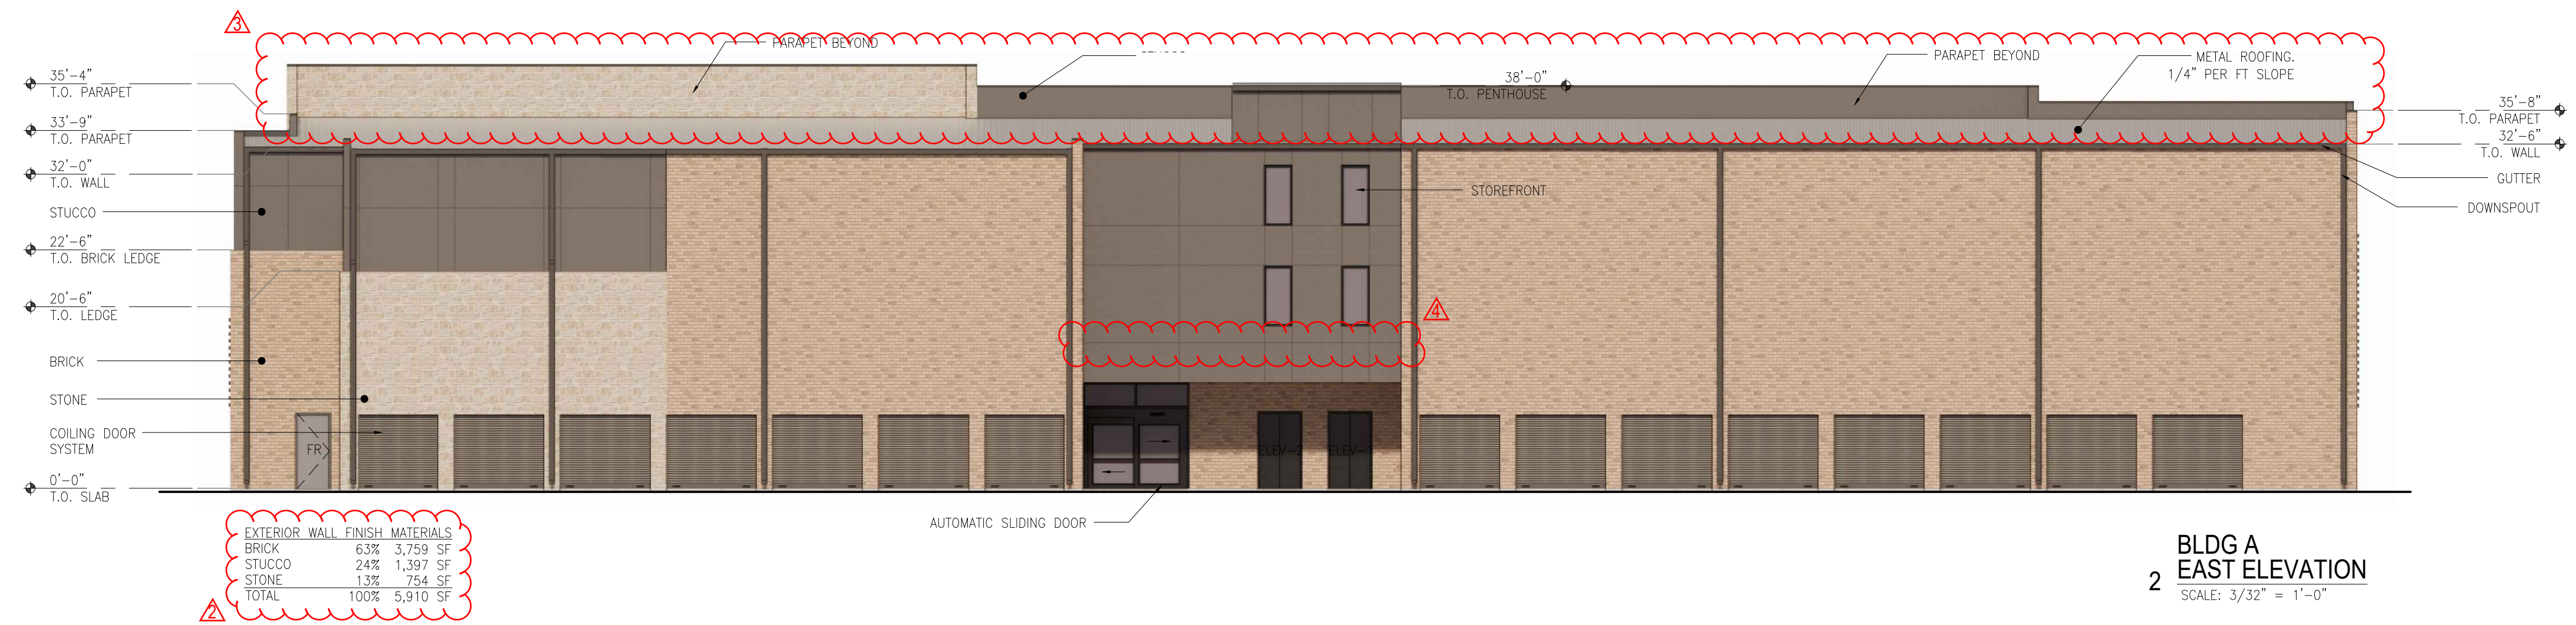 3
PARAPET BEYOND
PARAPET BEYOND
METAL ROOFING.
1/4" PER FT SLOPE
35'-4"
T.O. PARAPET
38'-0"
T.O. PENTHOUSE
35'-8"
T.O. PARAPET
33'-9"
T.O. PARAPET
32'-6"
T.O. WALL
32'-0"
T.O. WALL
GUTTER
STOREFRONT
DOWNSPOUT
STUCCO
22'-6"
T.O. BRICK LEDGE
20'-6"
T.O. LEDGE
4
BRICK
STONE
COILING DOOR
SYSTEM
FR
ELEV-2
ELEV-1
0'-0"
T.O. SLAB
AUTOMATIC SLIDING DOOR
EXTERIOR WALL FINISH MATERIALS
BRICK 63% 3,759 SF
STUCCO 24% 1,397 SF
STONE 13% 754 SF
TOTAL 100% 5,910 SF
2
BLDG A
EAST ELEVATION
2
SCALE: 3/32" = 1'-0"